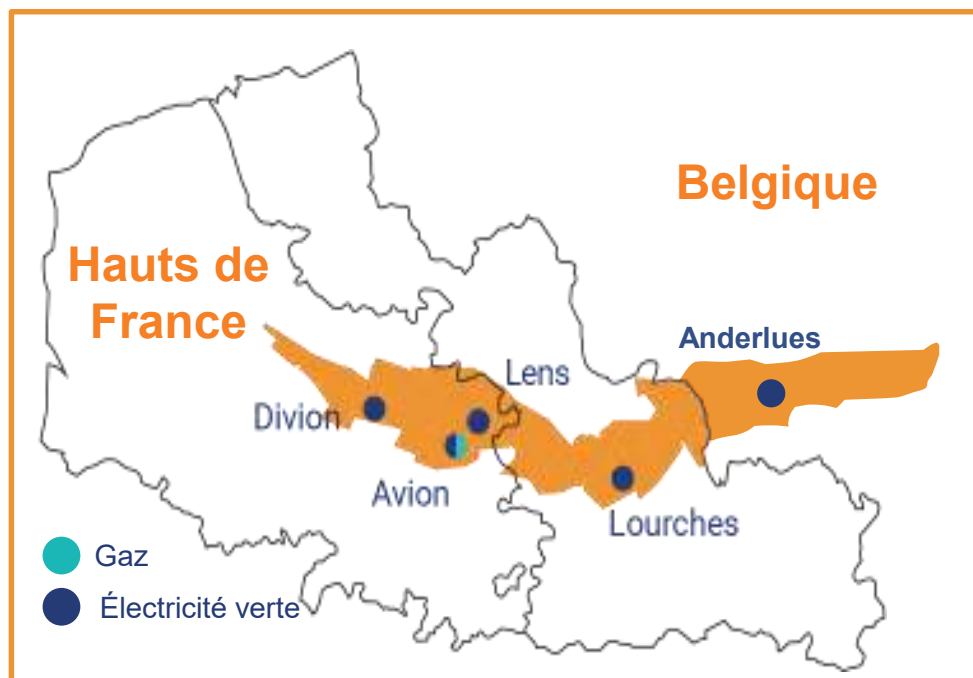 Belgique
Hauts de
France
Anderlues
Lens
Divion
Avion
Lourches
Gaz
Électricité verte